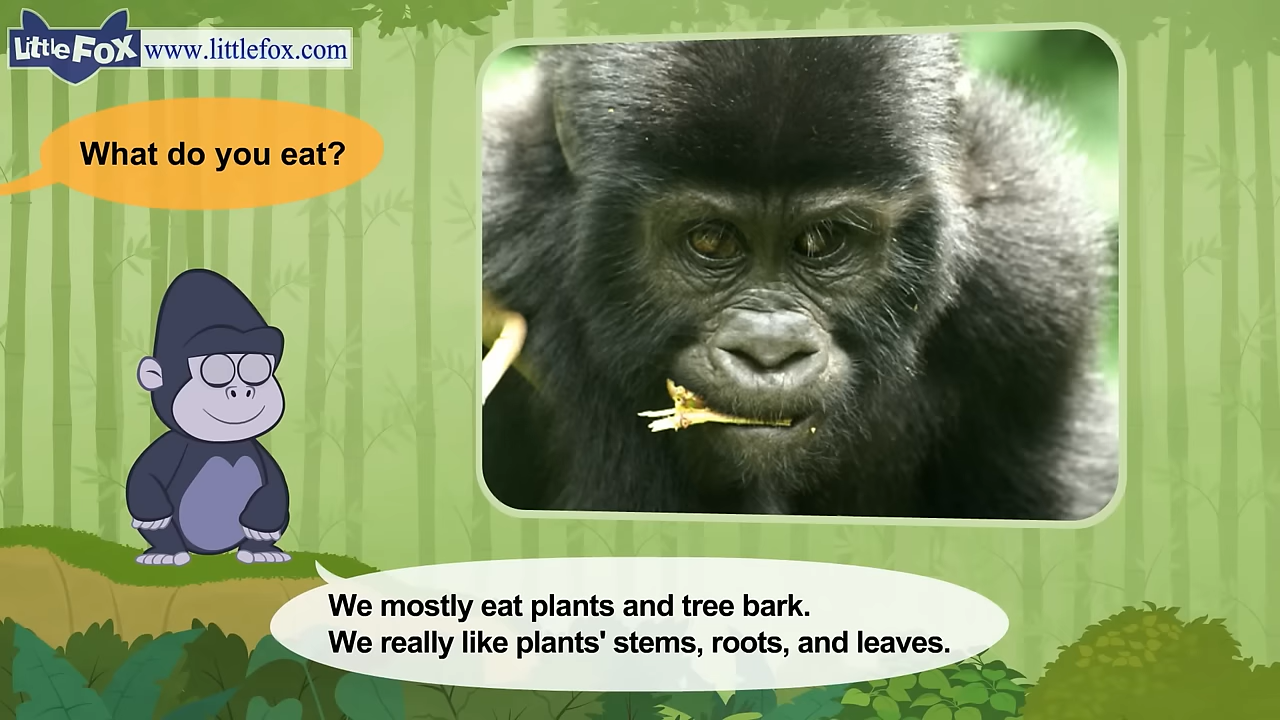 LITTLE FOX www.littlefox.com
What do you eat?
We mostly eat plants and tree bark.
We really like plants' stems, roots, and leaves.